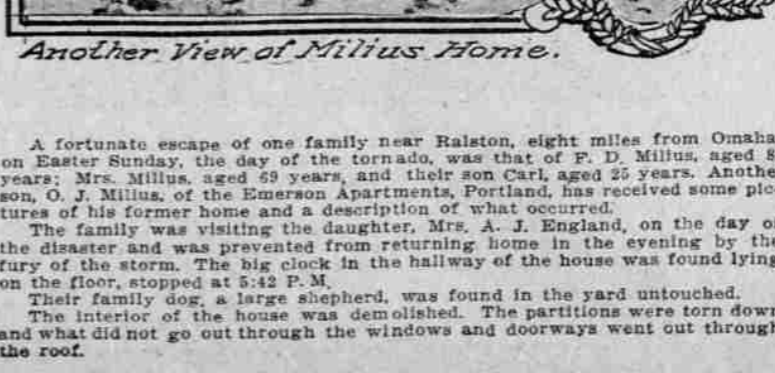 Another View of Milius Home.
A fortunate escape of one family near Ralston, eight miles from Omaha
on Easter Sunday, the day of the tornado, was that of F. D. Milius, aged 8
years; Mrs. Milius, aged 69 years, and their son Carl, aged 25 years. Anothe
son, O. J. Milius, of the Emerson Apartments, Portland, has received some pic
tures of his former home and a description of what occurred.
The family was visiting the daughter, Mrs. A. J. England, on the day o
the disaster and was prevented from returning home in the evening by th
fury of the storm. The big clock in the hallway of the house was found lying
on the floor, stopped at 5:42 P. M.
Their family dog, a large shepherd, was found in the yard untouched.
The interior of the house was demolished. The partitions were torn down
and what did not go out through the windows and doorways went out through
the roof.